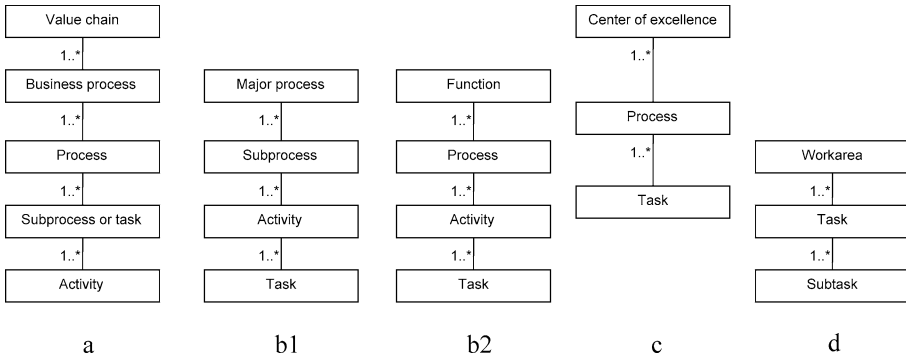 Value chain
1..*
Business process
1..*
Process
1..*
Subprocess or task
1..*
Activity
a
Major process
1..*
Subprocess
1..*
Activity
1..*
Task
b1
Function
1..*
Process
1..*
Activity
1..*
Task
b2
Center of excellence
1..*
Process
1..*
Task
c
Workarea
1..*
Task
1..*
Subtask
d